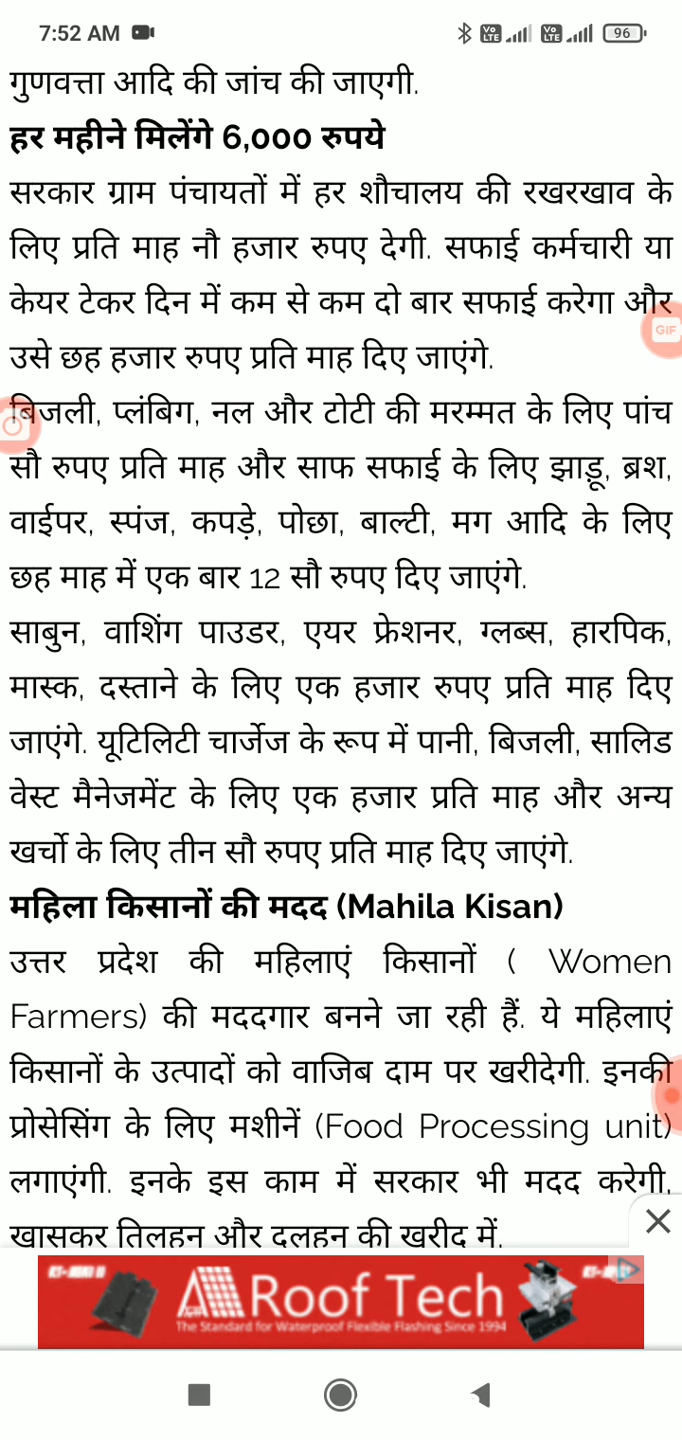 7:52 AM
Vo LTE Vo LTE 96
गुणवत्ता आदि की जांच की जाएगी.
हर महीने मिलेंगे 6,000 रुपये
सरकार ग्राम पंचायतों में हर शौचालय की रखरखाव के
लिए प्रति माह नौ हजार रुपए देगी. सफाई कर्मचारी या
केयर टेकर दिन में कम से कम दो बार सफाई करेगा और
GIF
उसे छह हजार रुपए प्रति माह दिए जाएंगे.
बिजली, प्लंबिग, नल और टोटी की मरम्मत के लिए पांच
सौ रुपए प्रति माह और साफ सफाई के लिए झाड़ू, ब्रश,
वाईपर, स्पंज, कपड़े, पोछा, बाल्टी, मग आदि के लिए
छह माह में एक बार 12 सौ रुपए दिए जाएंगे.
साबुन, वाशिंग पाउडर, एयर फ्रेशनर, ग्लब्स, हारपिक,
मास्क, दस्ताने के लिए एक हजार रुपए प्रति माह दिए
जाएंगे. यूटिलिटी चार्जेज के रूप में पानी, बिजली, सालिड
वेस्ट मैनेजमेंट के लिए एक हजार प्रति माह और अन्य
खर्चो के लिए तीन सौ रुपए प्रति माह दिए जाएंगे.
महिला किसानों की मदद (Mahila Kisan)
उत्तर प्रदेश की महिलाएं किसानों ( Women
Farmers) की मददगार बनने जा रही हैं. ये महिलाएं
किसानों के उत्पादों को वाजिब दाम पर खरीदेगी. इनकी
प्रोसेसिंग के लिए मशीनें (Food Processing unit)
लगाएंगी. इनके इस काम में सरकार भी मदद करेगी,
खासकर तिलहन और दलहन की खरीद में.
Roof Tech
The Standard for Waterproof Flexible Flashing Since 1994